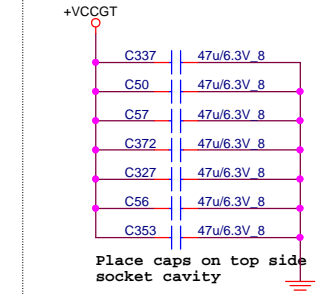 +VCCGT
C337 47u/6.3V_8
C50 47u/6.3V_8
C57 47u/6.3V_8
C372 47u/6.3V_8
C327 47u/6.3V_8
C56 47u/6.3V_8
C353 47u/6.3V_8
Place caps on top side
socket cavity